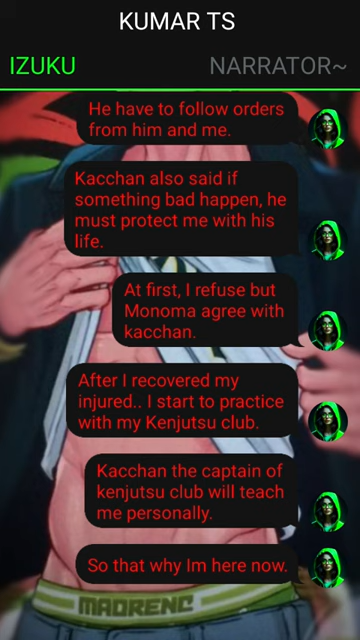 KUMAR TS
IZUKU
NARRATOR~
He have to follow orders
from him and me.
Kacchan also said if
something bad happen, he
must protect me with his
life.
At first, I refuse but
Monoma agree with
kacchan.
After I recovered my
injured.. I start to practice
with my Kenjutsu club.
Kacchan the captain of
kenjutsu club will teach
me personally.
So that why Im here now.